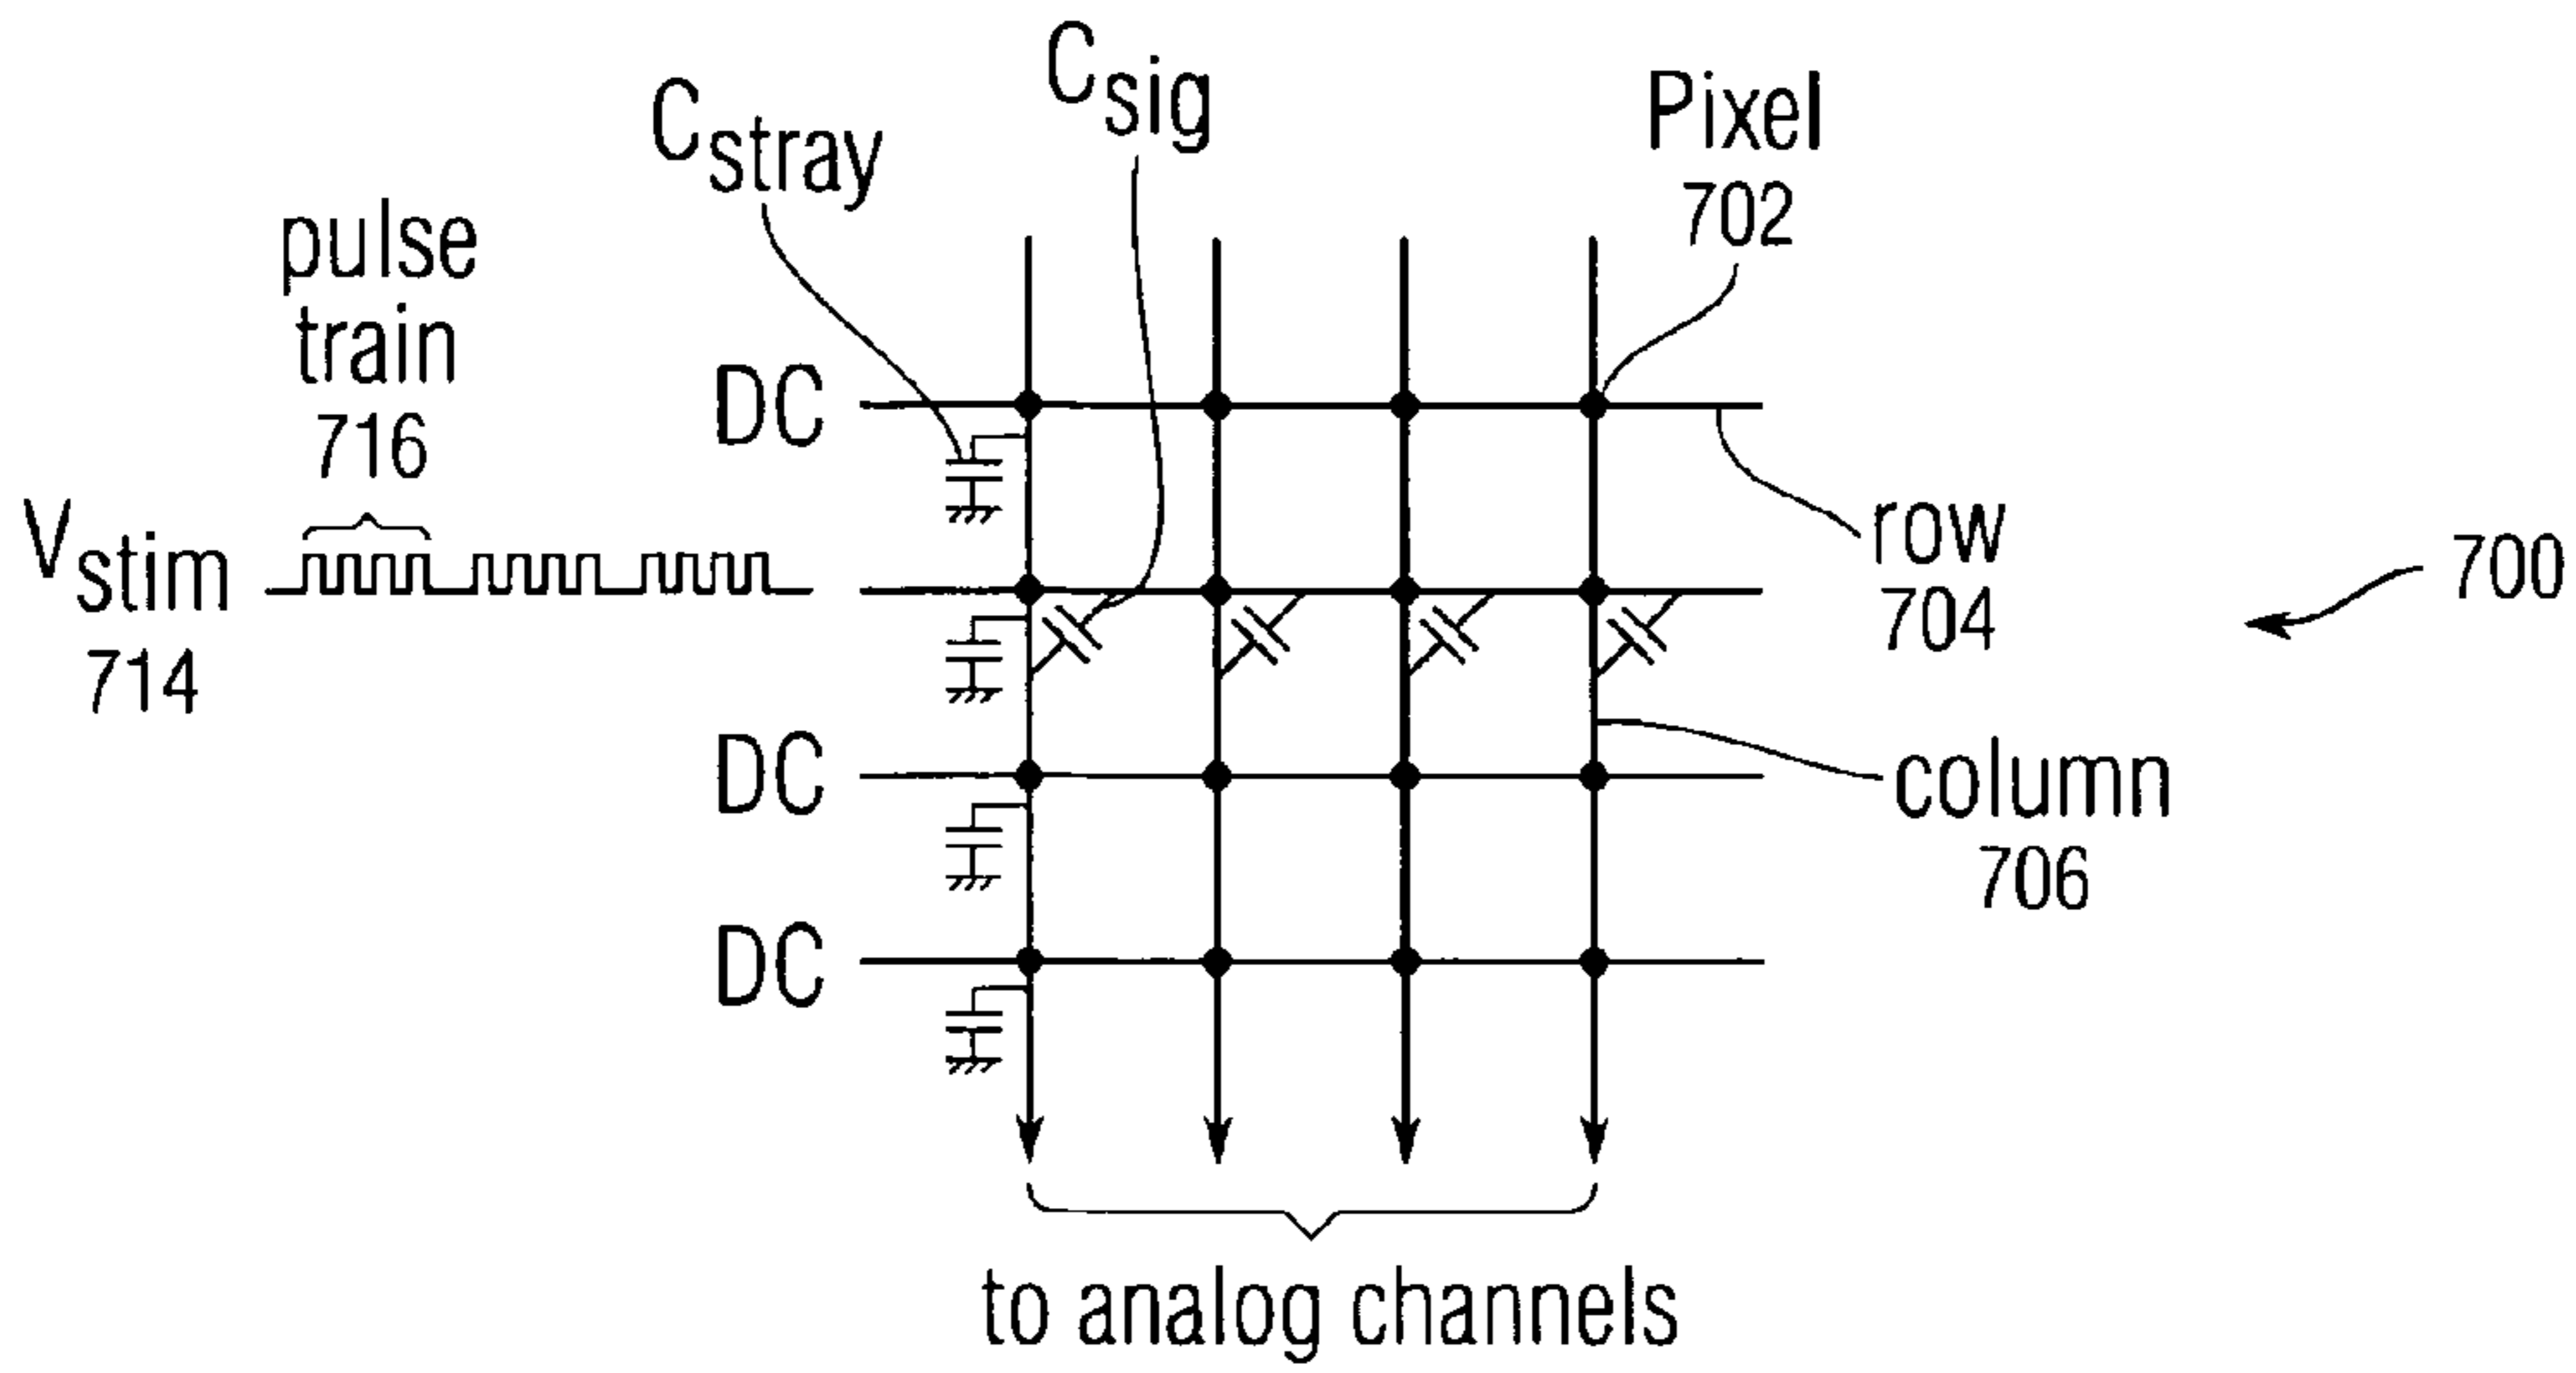 Csig
Cstray
Pixel
702
pulse
train
716
DC
Vstim
714
row
704
700
DC
column
706
DC
to analog channels